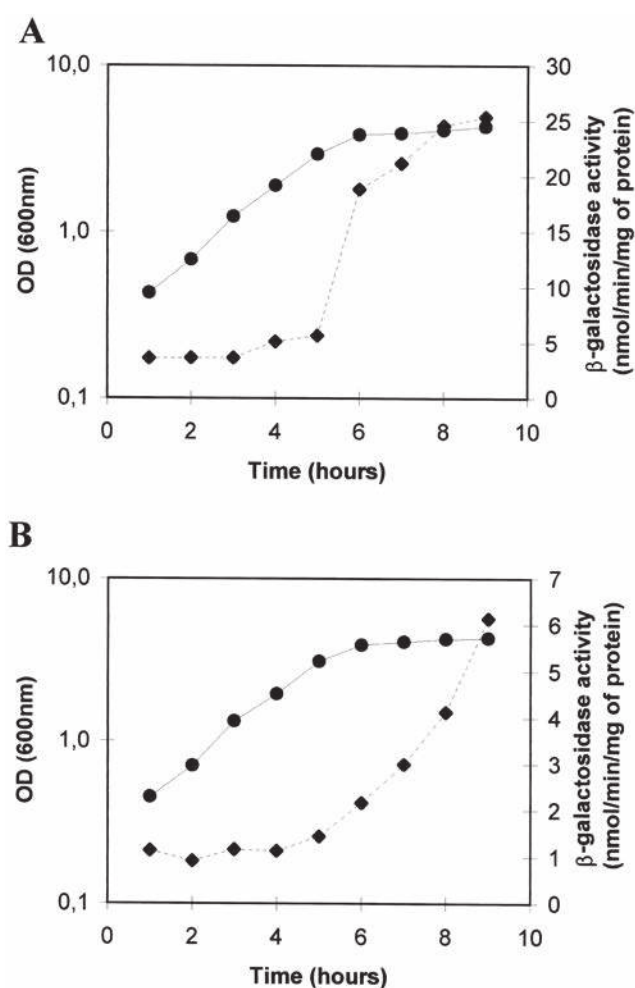 A
10,0
1,0
0,1
OD (600nm)
30
25
20
15
10
5
0
β-galactosidase activity
(nmol/min/mg of protein)
0 2 4 6 8 10
Time (hours)
B
10,0
1,0
0,1
OD (600nm)
7
6
5
4
3
2
1
0
β-galactosidase activity
(nmol/min/mg of protein)
0 2 4 6 8 10
Time (hours)